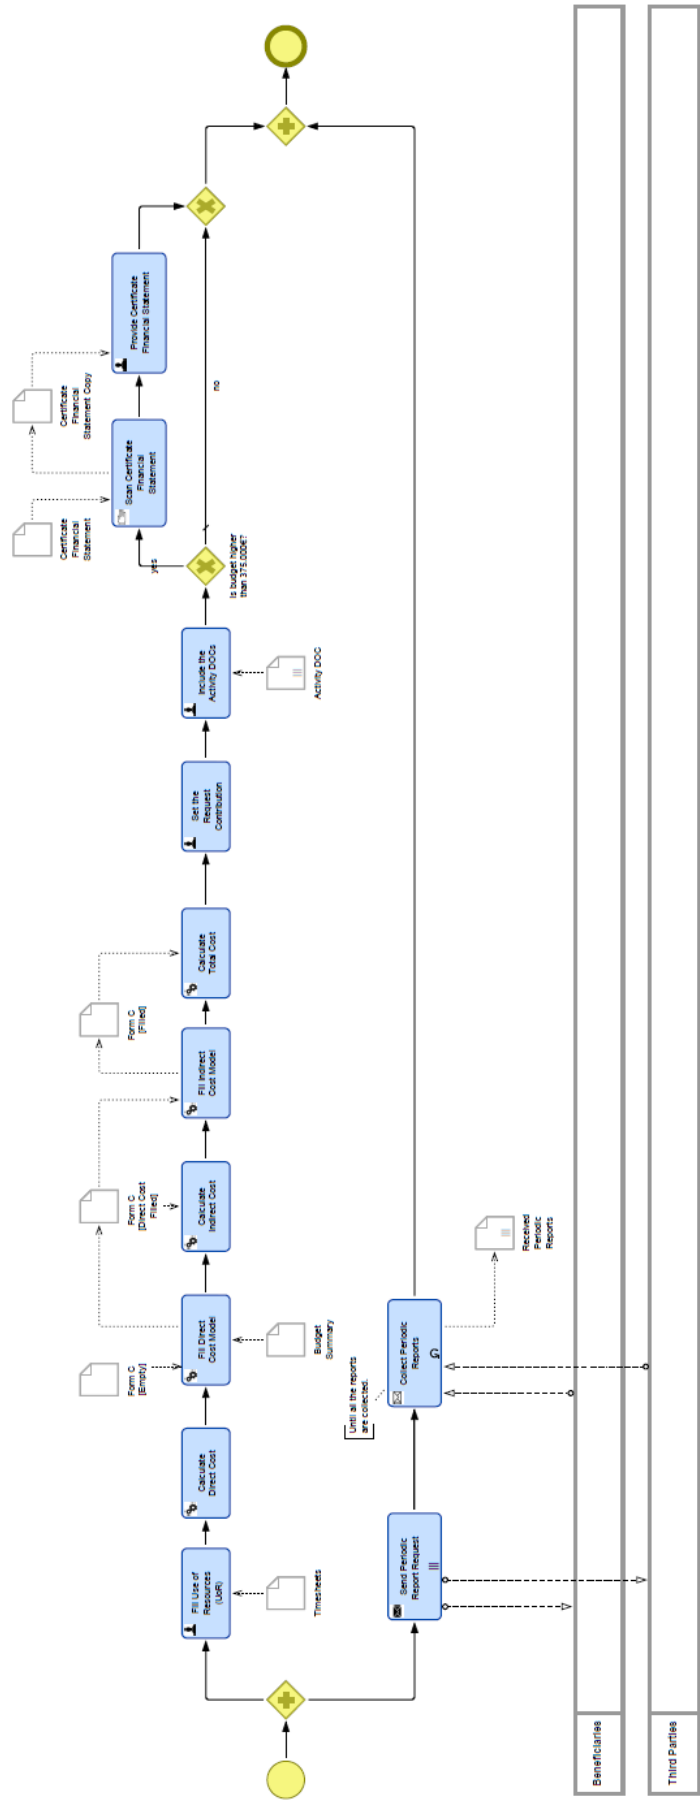 Fill Use of
Resources
(UoR)
Timesheets
Calculate
Direct Cost
Form C
[Empty]
Fill Direct
Cost Model
Budget
Summary
Form C
[Direct Cost
Filled]
Calculate
Indirect Cost
Fill Indirect
Cost Model
Form C
[Filled]
Calculate
Total Cost
Set the
Request
Contribution
Include the
Activity DOCs
Activity DOC
Is budget higher
than 375.000€?
yes
no
Certificate
Financial
Statement
Scan Certificate
Financial
Statement
Certificate
Financial
Statement Copy
Provide Certificate
Financial Statement
Send Periodic
Report Request
Until all the reports
are collected.
Collect Periodic
Reports
Received
Periodic
Reports
Beneficiaries
Third Parties